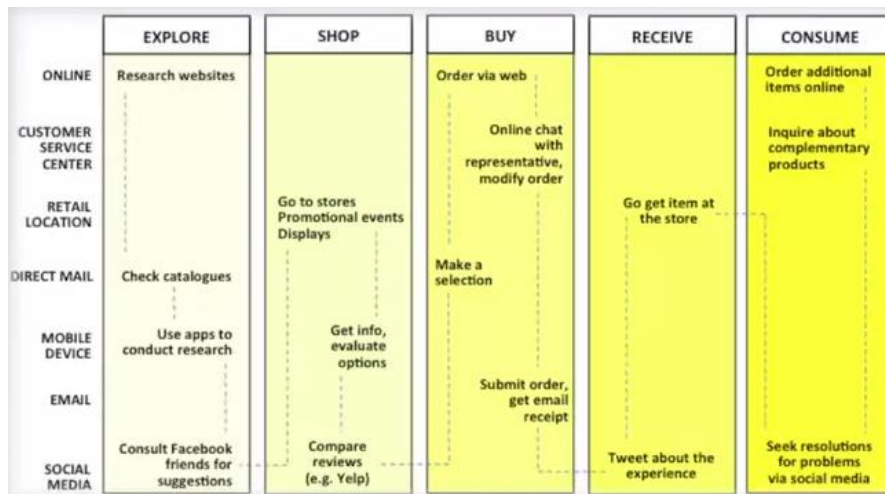 EXPLORE
SHOP
BUY
RECEIVE
CONSUME
ONLINE
Research websites
Order via web
Order additional
items online
CUSTOMER
SERVICE
CENTER
Online chat
with
representative,
modify order
Inquire about
complementary
products
RETAIL
LOCATION
Go to stores
Promotional events
Displays
Go get item at
the store
DIRECT MAIL
Check catalogues
Make a
selection
MOBILE
DEVICE
Use apps to
conduct research
Get info,
evaluate
options
EMAIL
Submit order,
get email
receipt
SOCIAL
MEDIA
Consult Facebook
friends for
suggestions
Compare
reviews
(e.g. Yelp)
Tweet about the
experience
Seek resolutions
for problems
via social media